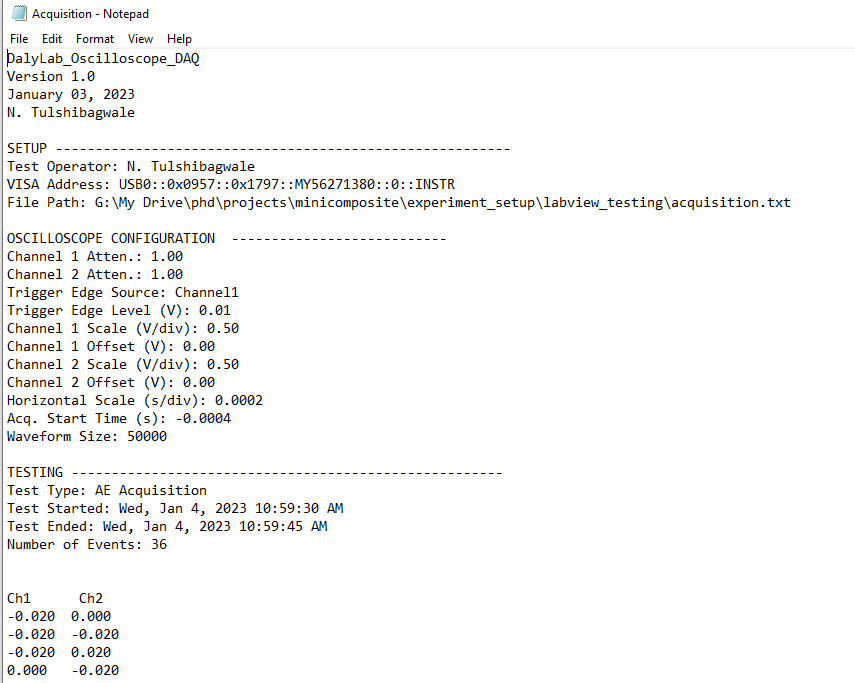 Acquisition - Notepad
File Edit Format View Help
DalyLab_Oscilloscope_DAQ
Version 1.0
January 03, 2023
N. Tulshibagwale
SETUP ---------------------------------------------------------
Test Operator: N. Tulshibagwale
VISA Address: USB0::0x0957::0x1797::MY56271380::0::INSTR
File Path: G:\My Drive\phd\projects\minicomposite\experiment_setup\labview_testing\acquisition.txt
OSCILLOSCOPE CONFIGURATION  ---------------------------
Channel 1 Atten.: 1.00
Channel 2 Atten.: 1.00
Trigger Edge Source: Channel1
Trigger Edge Level (V): 0.01
Channel 1 Scale (V/div): 0.50
Channel 1 Offset (V): 0.00
Channel 2 Scale (V/div): 0.50
Channel 2 Offset (V): 0.00
Horizontal Scale (s/div): 0.0002
Acq. Start Time (s): -0.0004
Waveform Size: 50000
TESTING ------------------------------------------------------
Test Type: AE Acquisition
Test Started: Wed, Jan 4, 2023 10:59:30 AM
Test Ended: Wed, Jan 4, 2023 10:59:45 AM
Number of Events: 36
Ch1      Ch2
-0.020  0.000
-0.020  -0.020
-0.020  0.020
0.000   -0.020